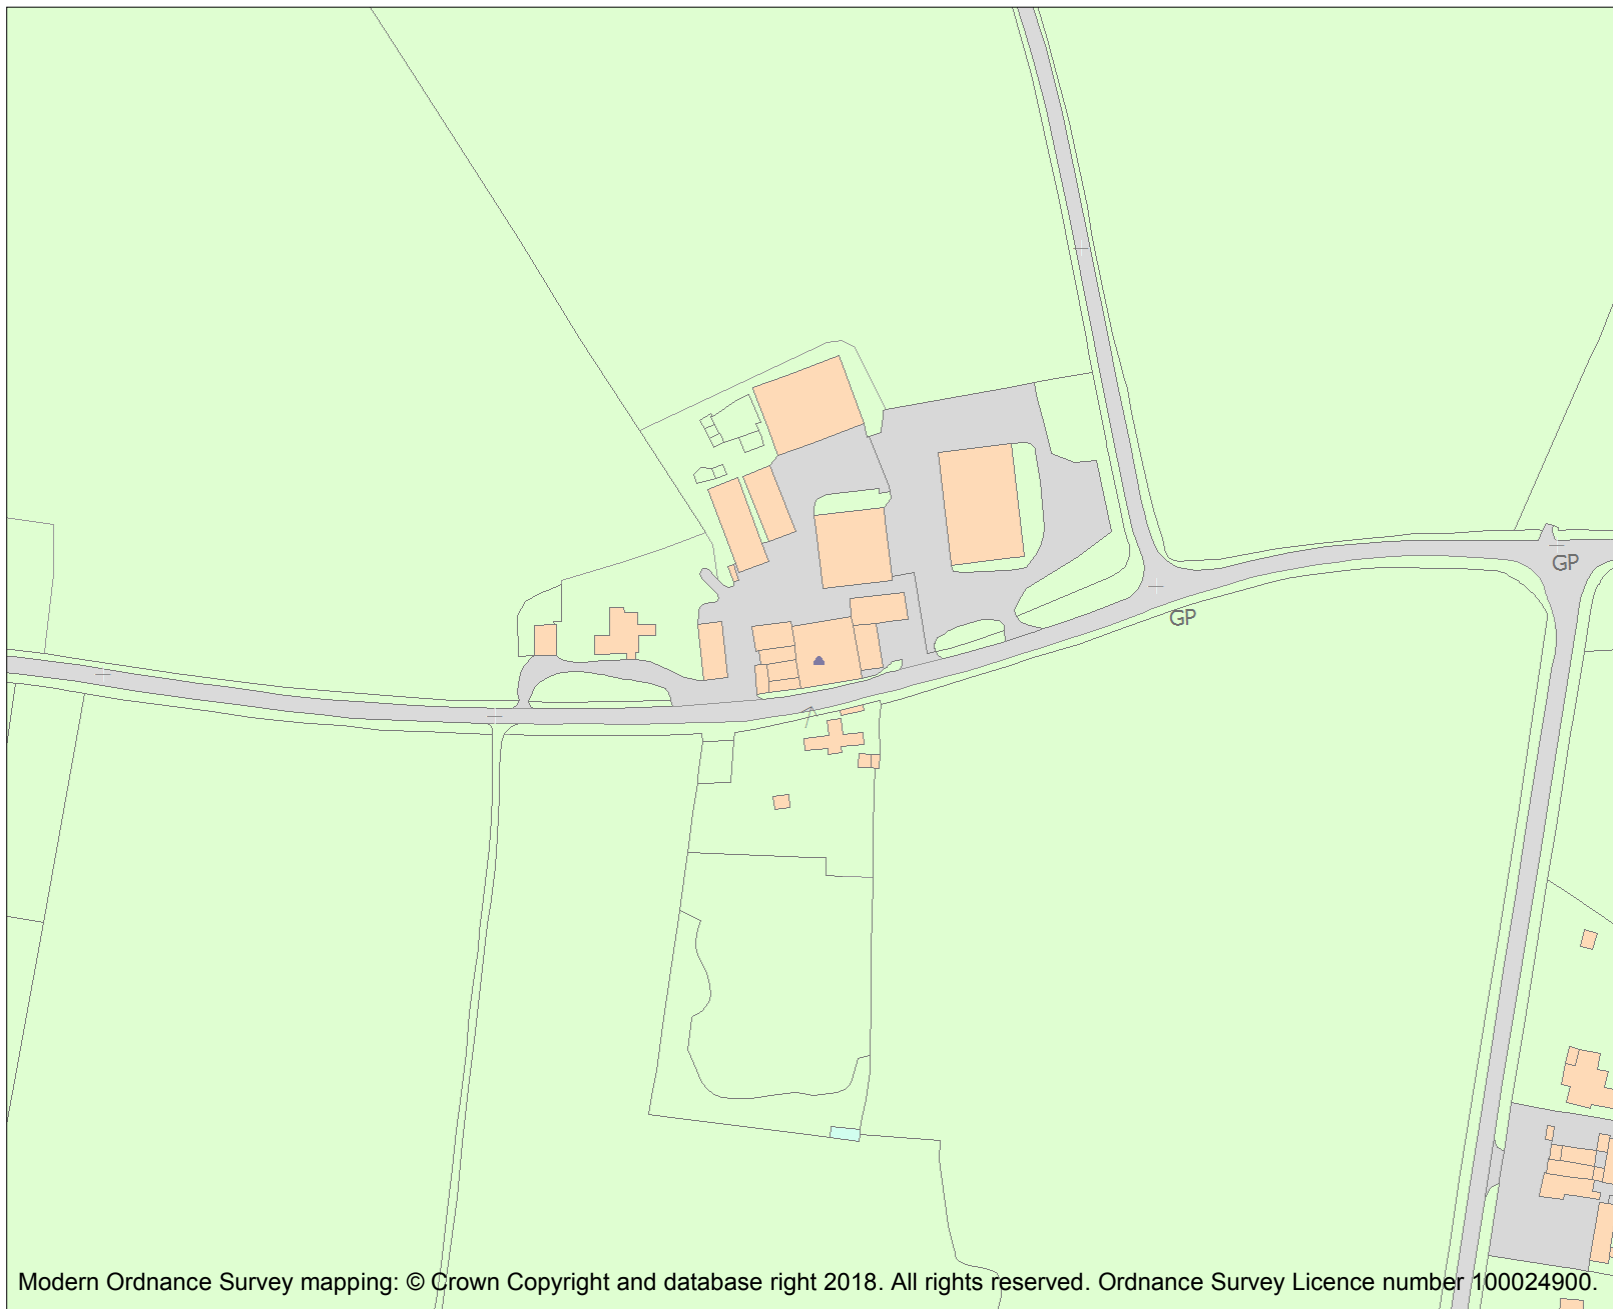 GP
GP
Modern Ordnance Survey mapping: © Crown Copyright and database right 2018. All rights reserved. Ordnance Survey Licence number 100024900.